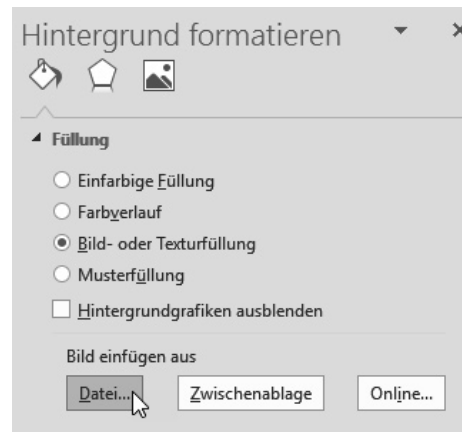 Hintergrund formatieren
Füllung
Einfarbige Füllung
Farbverlauf
Bild- oder Texturfüllung
Musterfüllung
Hintergrundgrafiken ausblenden
Bild einfügen aus
Datei... Zwischenablage Online...